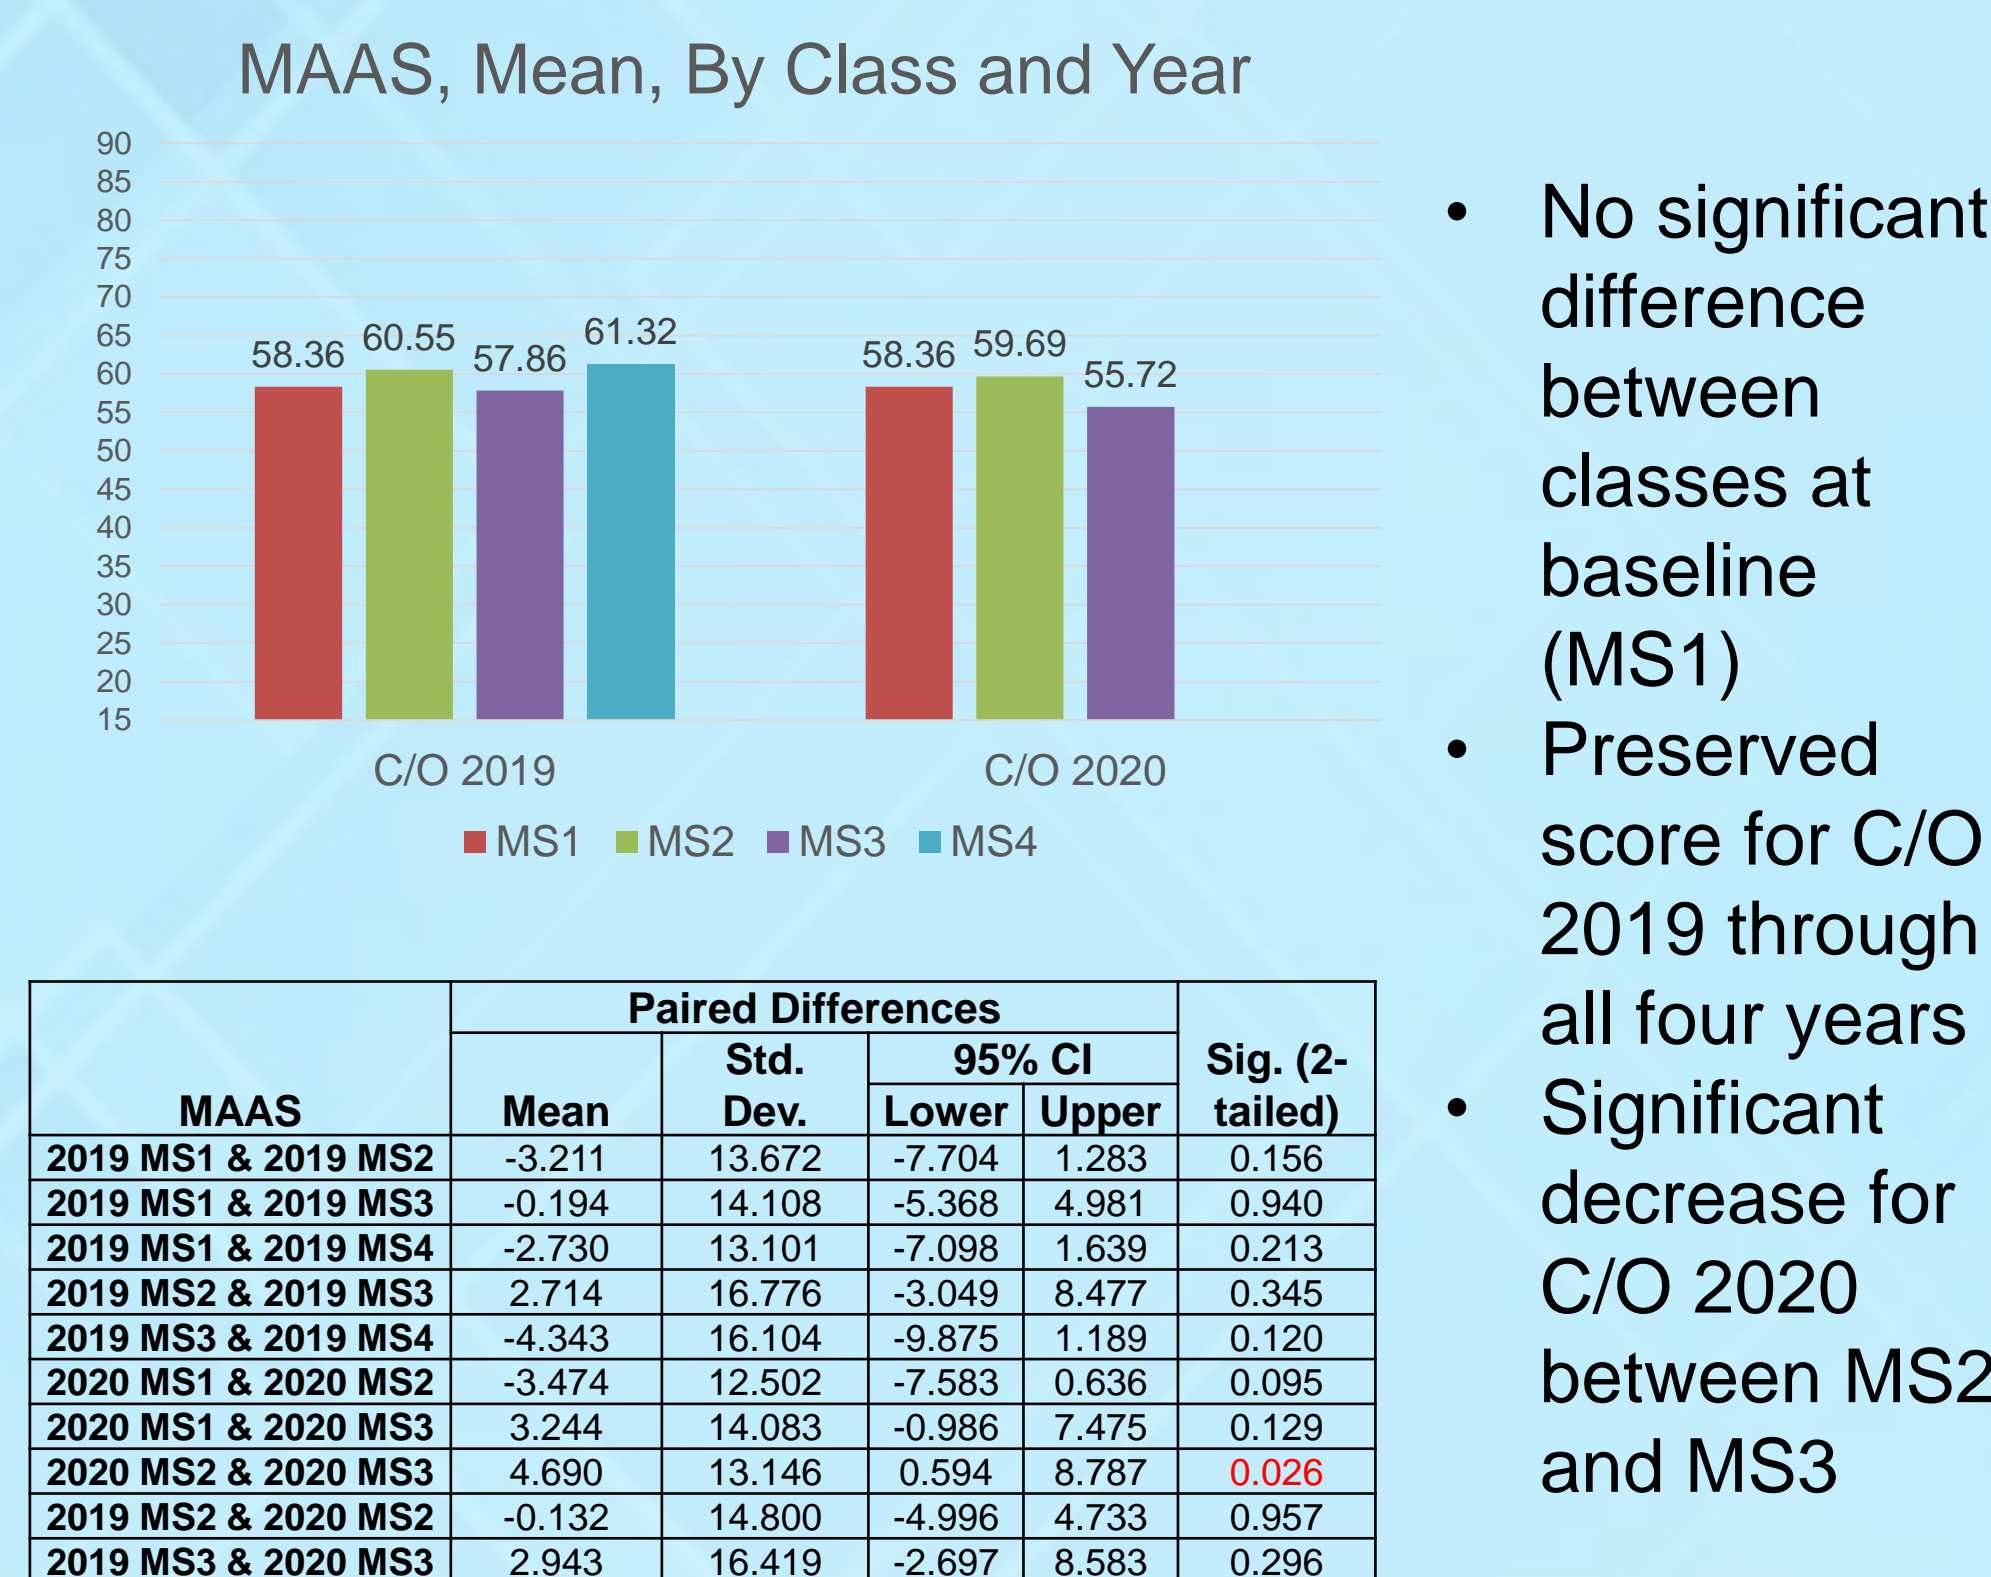 MAAS, Mean, By Class and Year
90
85
80
75
70
65
60
55
50
45
40
35
30
25
20
15
58.36 60.55 57.86 61.32
58.36 59.69 55.72
C/O 2019 C/O 2020
MS1 MS2 MS3 MS4
• No significant
difference
between
classes at
baseline
(MS1)
• Preserved
score for C/O
2019 through
all four years
• Significant
decrease for
C/O 2020
between MS2
and MS3
Paired Differences
Std. 95% CI Sig. (2-
MAAS Mean Dev. Lower Upper tailed)
2019 MS1 & 2019 MS2 -3.211 13.672 -7.704 1.283 0.156
2019 MS1 & 2019 MS3 -0.194 14.108 -5.368 4.981 0.940
2019 MS1 & 2019 MS4 -2.730 13.101 -7.098 1.639 0.213
2019 MS2 & 2019 MS3 2.714 16.776 -3.049 8.477 0.345
2019 MS3 & 2019 MS4 -4.343 16.104 -9.875 1.189 0.120
2020 MS1 & 2020 MS2 -3.474 12.502 -7.583 0.636 0.095
2020 MS1 & 2020 MS3 3.244 14.083 -0.986 7.475 0.129
2020 MS2 & 2020 MS3 4.690 13.146 0.594 8.787 0.026
2019 MS2 & 2020 MS2 -0.132 14.800 -4.996 4.733 0.957
2019 MS3 & 2020 MS3 2.943 16.419 -2.697 8.583 0.296